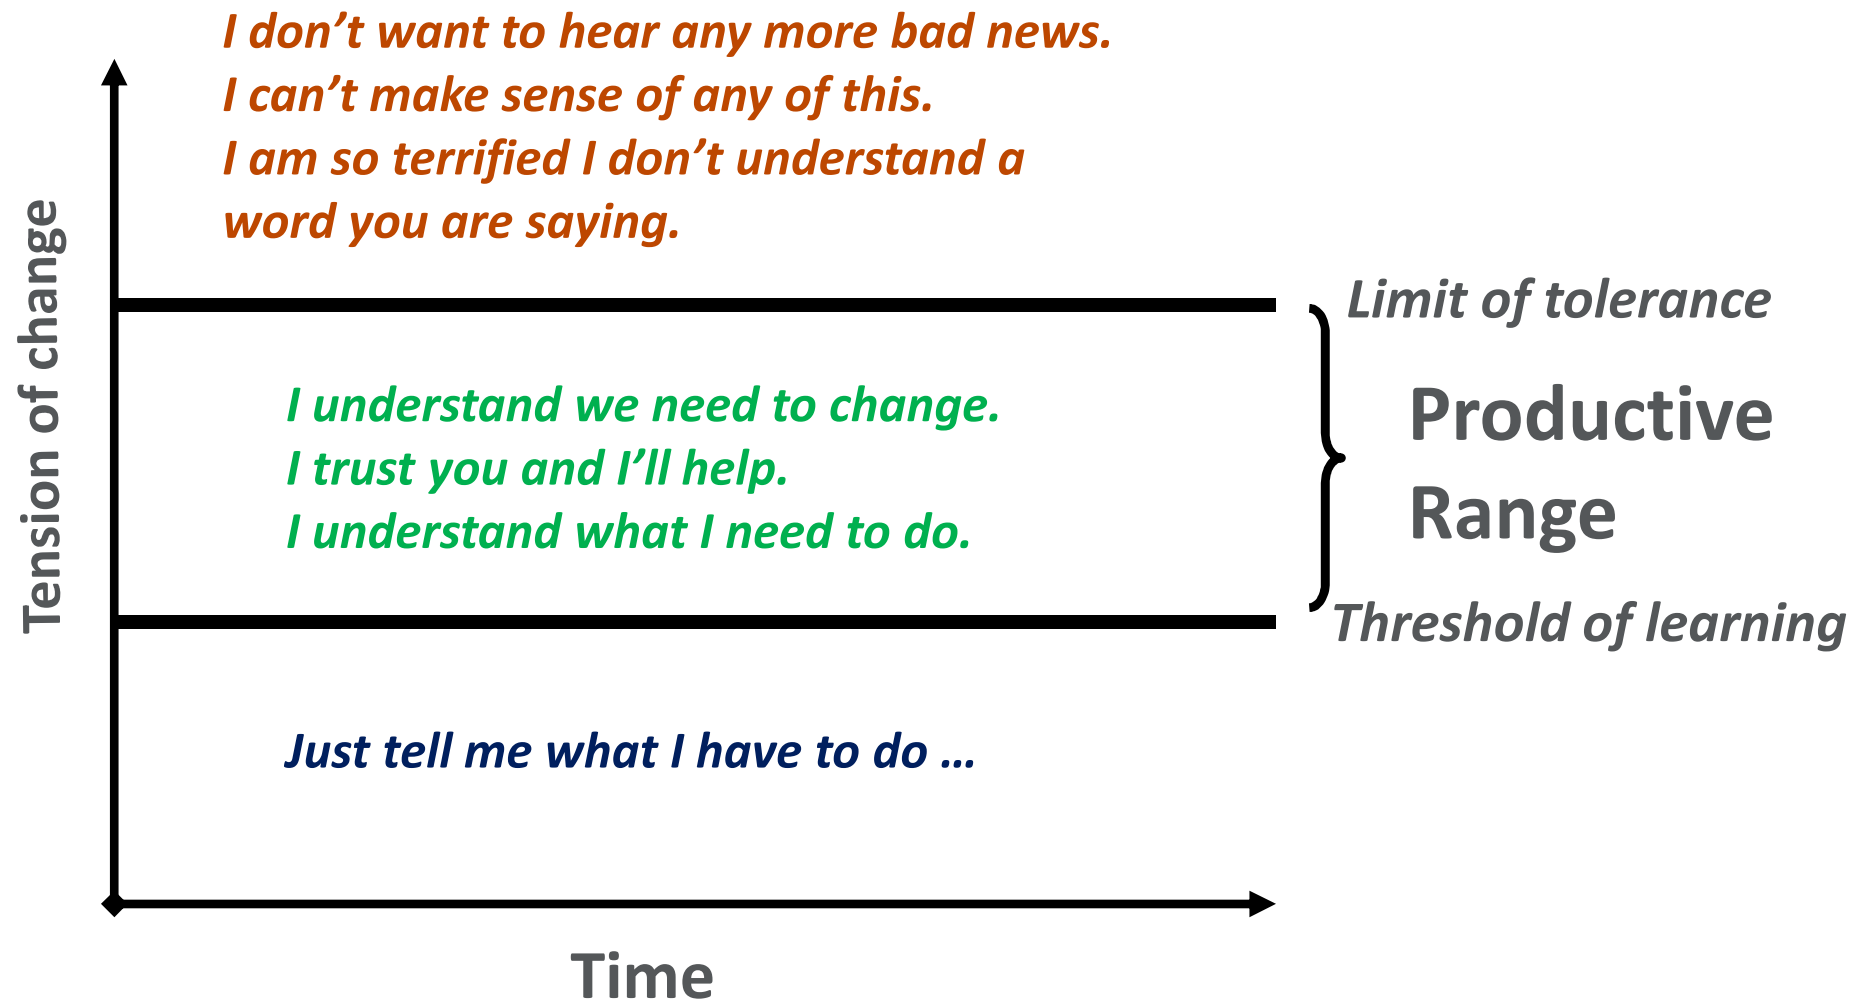 I don’t want to hear any more bad news.
I can’t make sense of any of this.
I am so terrified I don’t understand a
word you are saying.
Tension of change
Limit of tolerance
I understand we need to change.
I trust you and I’ll help.
I understand what I need to do.
Productive
Range
Threshold of learning
Just tell me what I have to do ...
Time